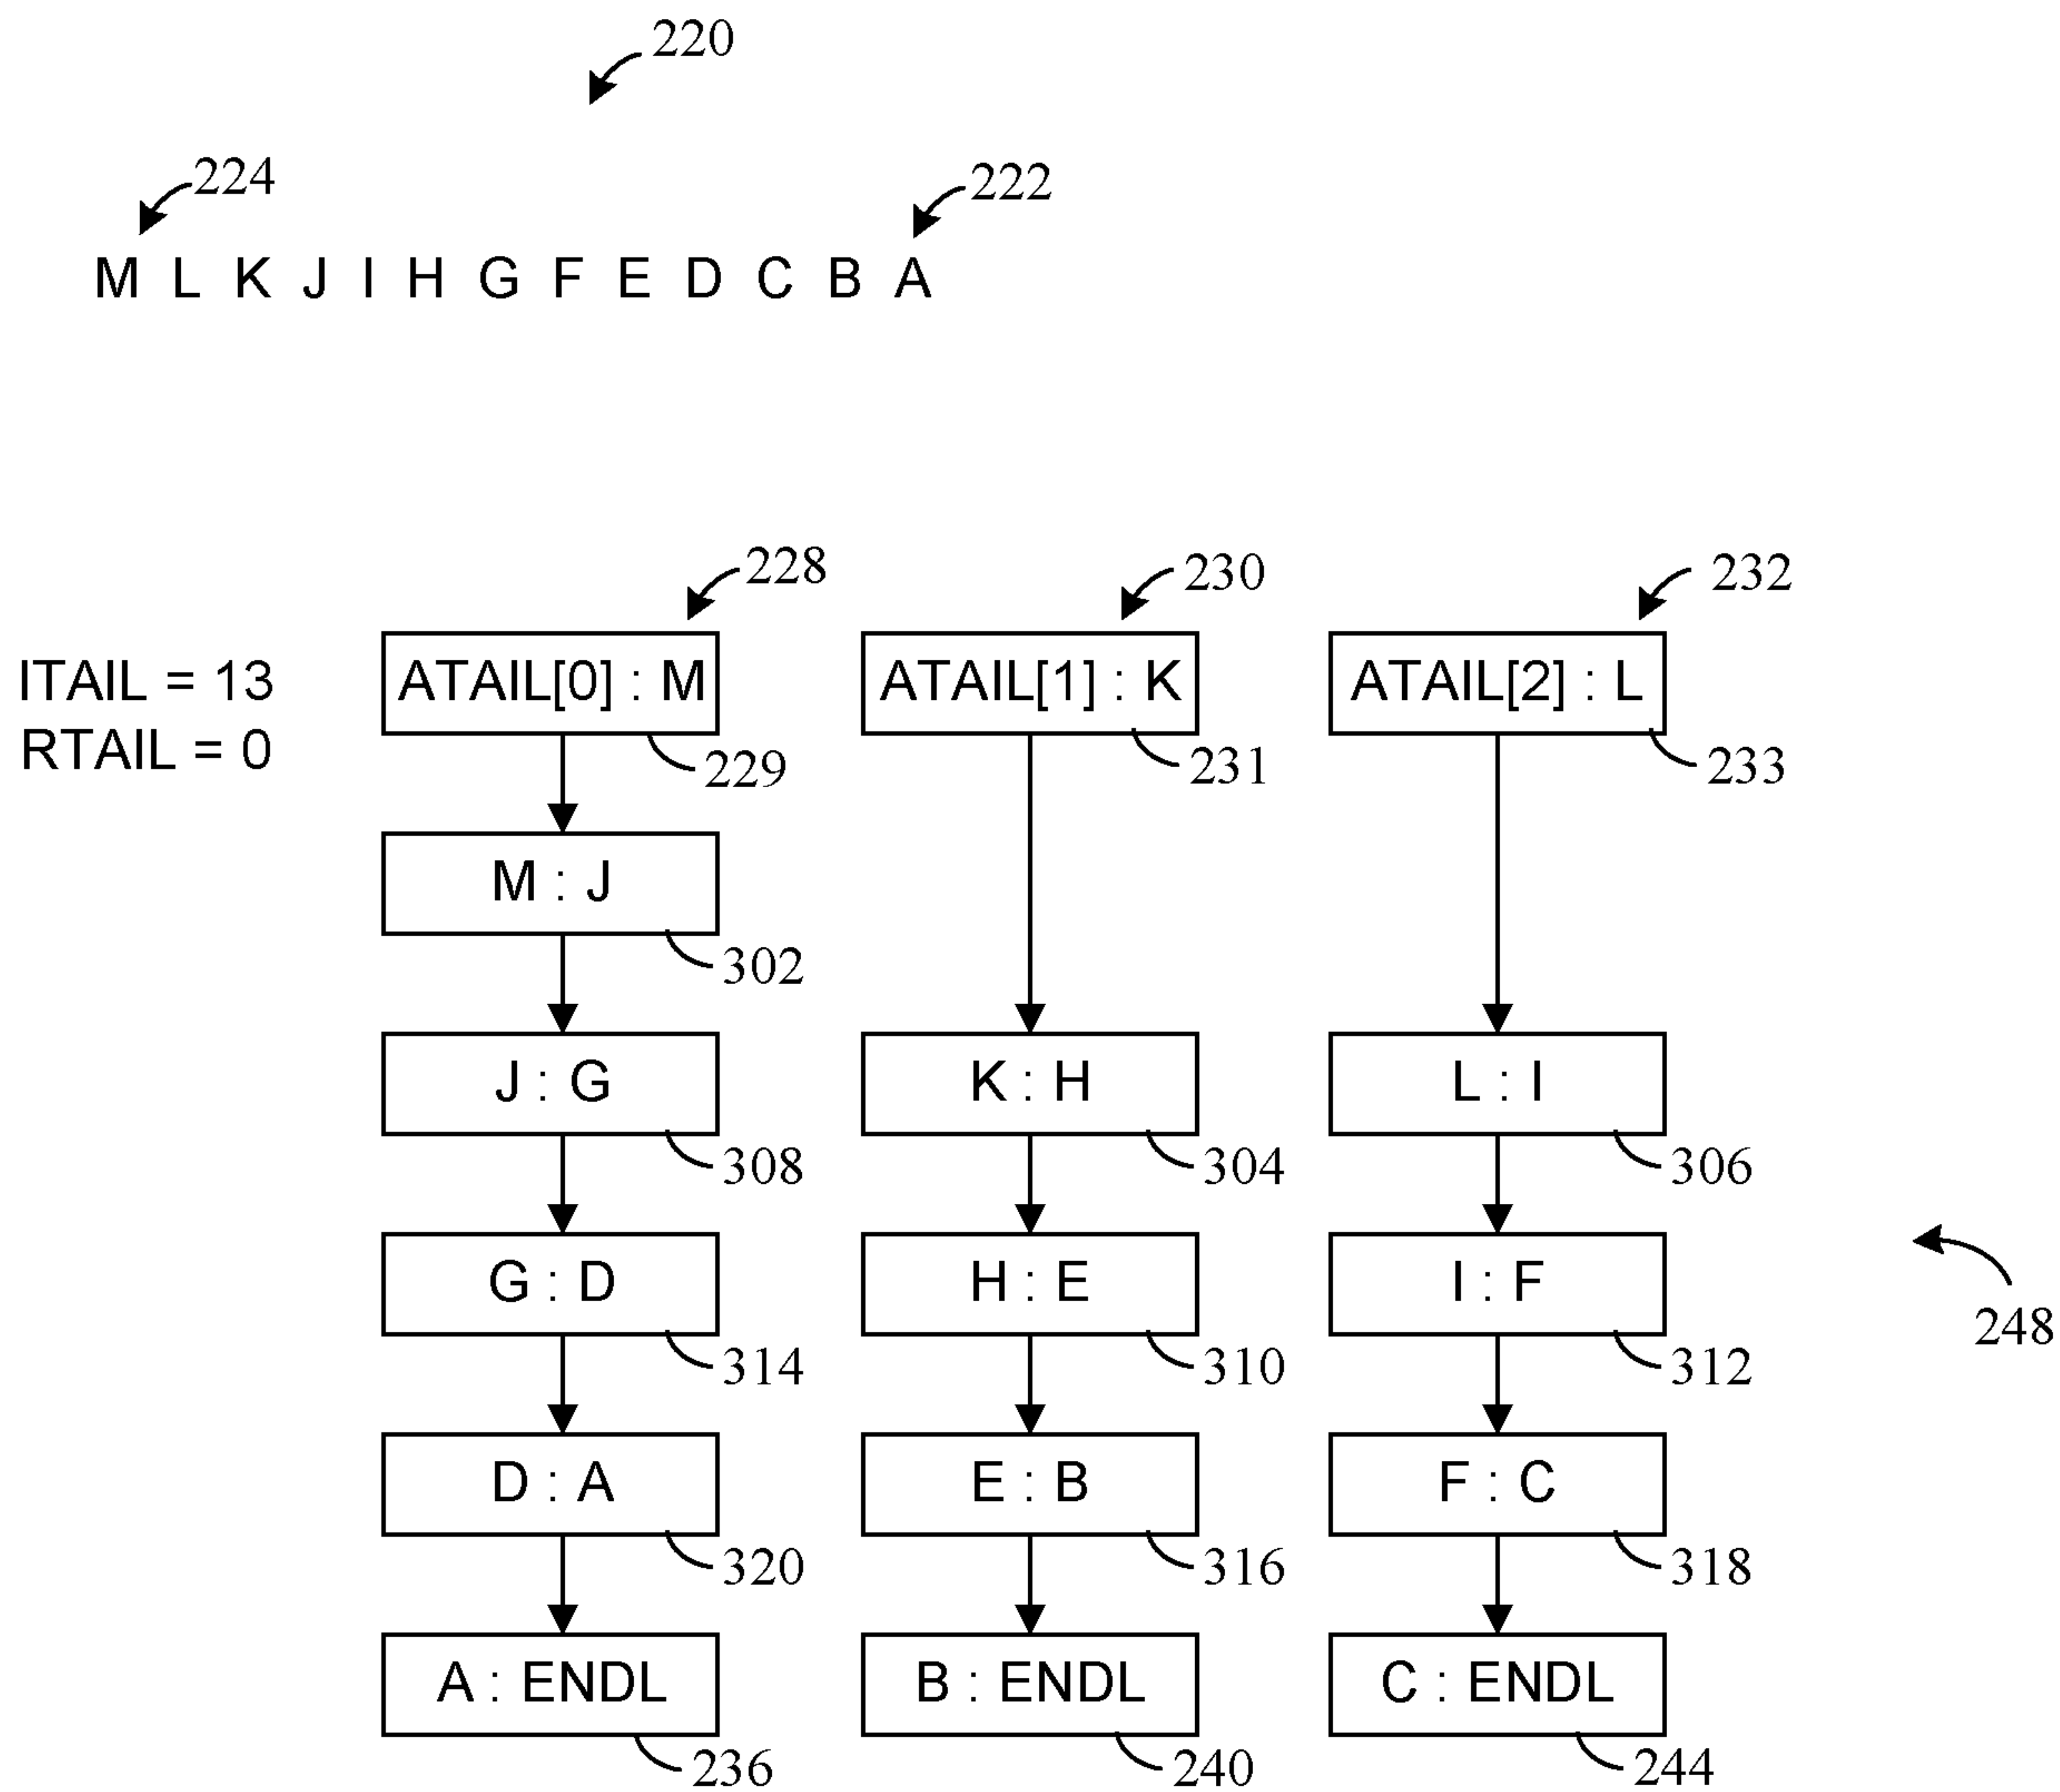 220
224 222
M L K J I H G F E D C B A
228 230 232
ITAIL = 13 ATAIL[0] : M ATAIL[1] : K ATAIL[2] : L
RTAIL = 0 229 231 233
M : J
302
J : G K : H L : I
308 304 306
G : D H : E I : F
248
314 310 312
D : A E : B F : C
320 316 318
A : ENDL B : ENDL C : ENDL
236 240 244